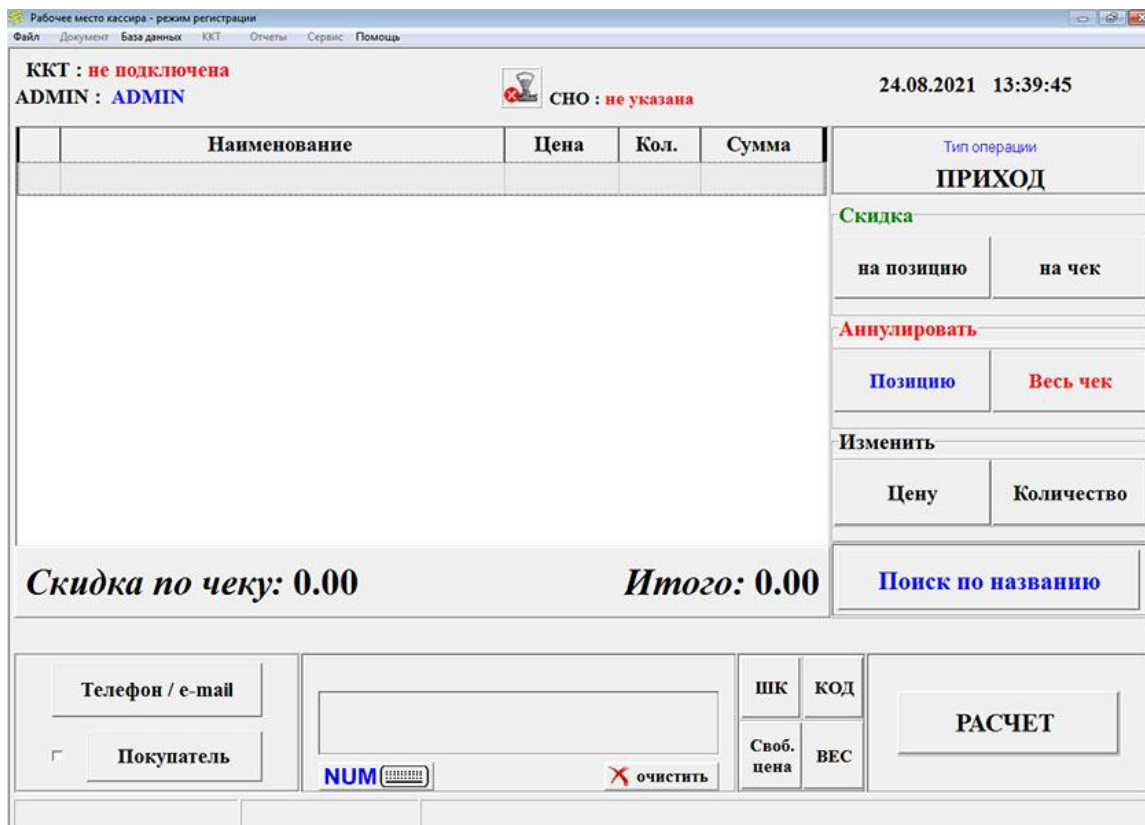 Рабочее место кассира - режим регистрации
Файл Документ База данных ККТ Отчеты Сервис Помощь
ККТ : не подключена
ADMIN : ADMIN
СНО : не указана
24.08.2021 13:39:45
Наименование Цена Кол. Сумма
Тип операции
ПРИХОД
Скидка
на позицию на чек
Аннулировать
Позицию Весь чек
Изменить
Цену Количество
Скидка по чеку: 0.00 Итого: 0.00
Поиск по названию
Телефон / e-mail
Покупатель
NUM
очистить
ШК КОД
Своб. цена
ВЕС
РАСЧЕТ